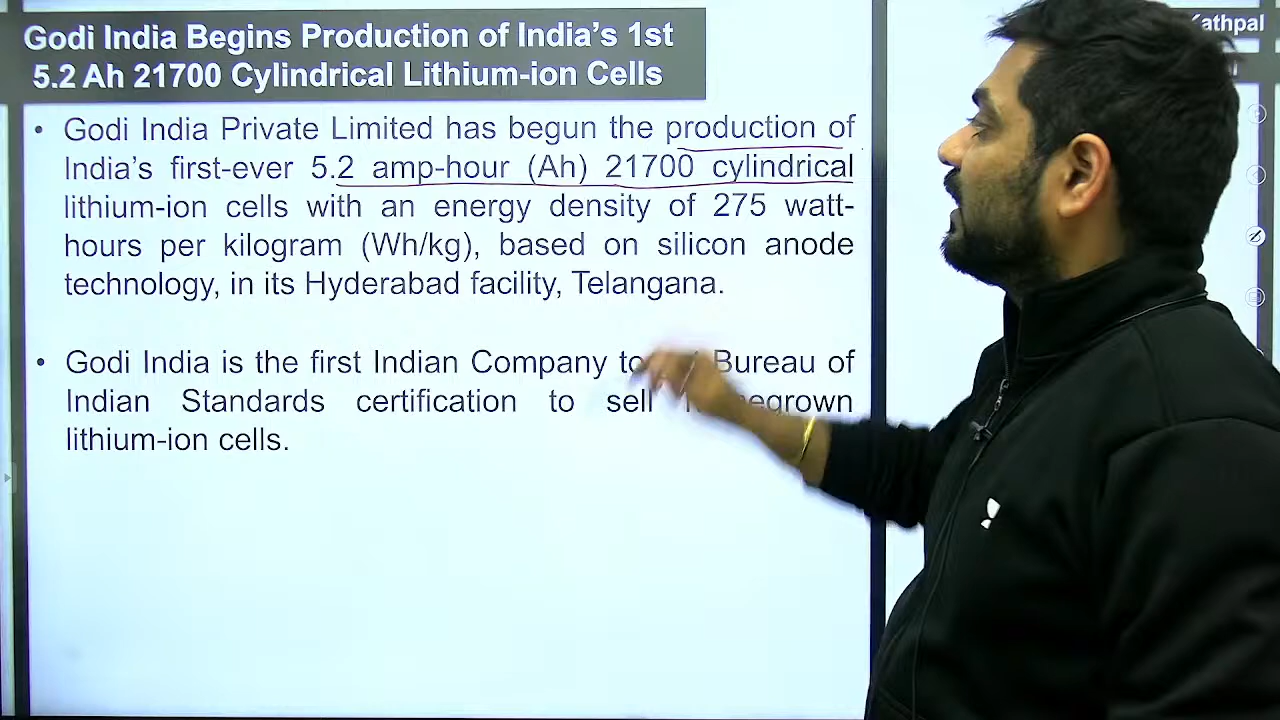 Godi India Begins Production of India's 1st
5.2 Ah 21700 Cylindrical Lithium-ion Cells
Kathpal
• Godi India Private Limited has begun the production of
India's first-ever 5.2 amp-hour (Ah) 21700 cylindrical
lithium-ion cells with an energy density of 275 watt-
hours per kilogram (Wh/kg), based on silicon anode
technology, in its Hyderabad facility, Telangana.
• Godi India is the first Indian Company to Bureau of
Indian Standards certification to sell
lithium-ion cells.